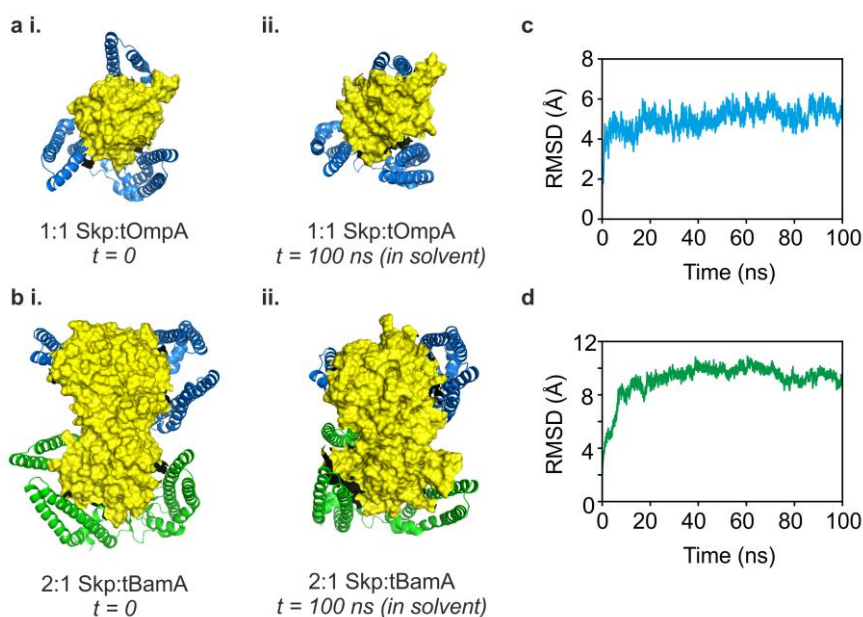 a i.
ii.
1:1 Skp:tOmpA
t = 0
1:1 Skp:tOmpA
t = 100 ns (in solvent)
c
8
6
4
2
0
RMSD (Å)
0 20 40 60 80 100
Time (ns)
b i.
ii.
2:1 Skp:tBamA
t = 0
2:1 Skp:tBamA
t = 100 ns (in solvent)
d
12
8
4
0
RMSD (Å)
0 20 40 60 80 100
Time (ns)